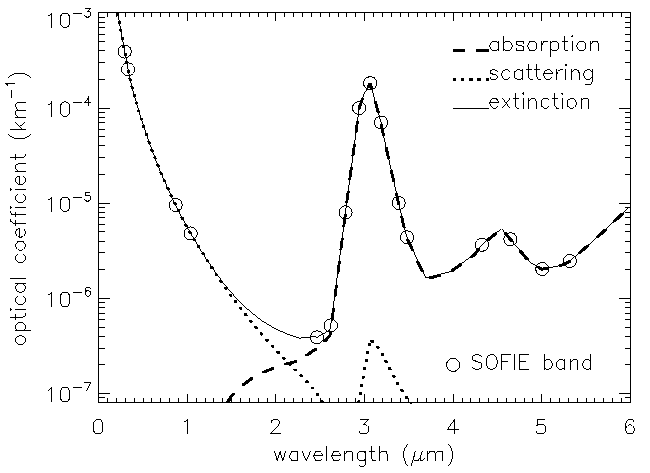 10⁻³
absorption
scattering
extinction
10⁻⁴
optical coefficient (km⁻¹)
10⁻⁵
10⁻⁶
SOFIE band
10⁻⁷
0 1 2 3 4 5 6
wavelength (μm)